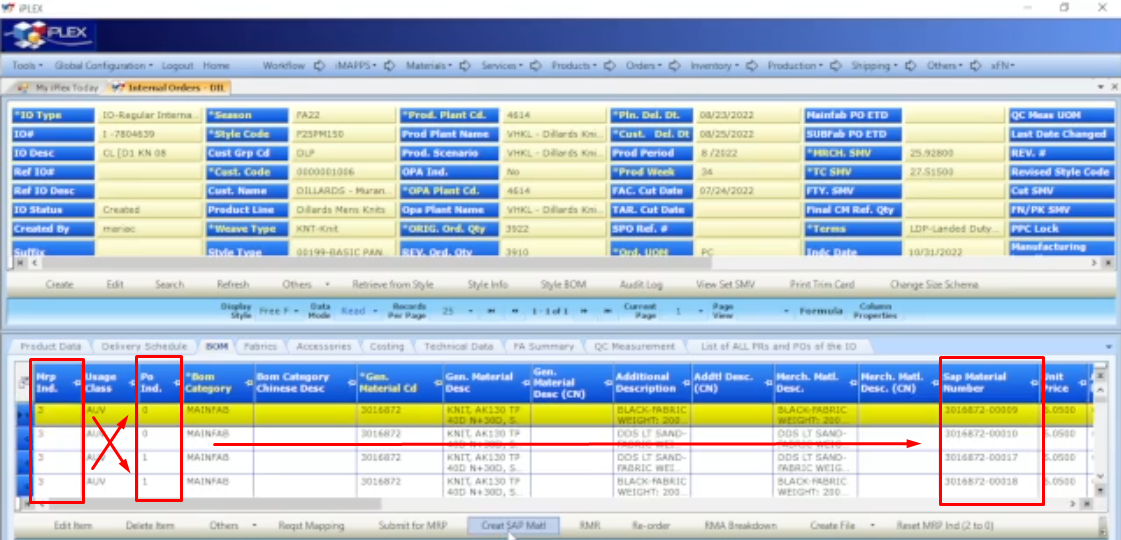 iPLEX
iPLEX
Tools Global Configuration Logout Home Workflow iMAPPS Materials Services Products Orders Inventory Production Shipping Others xFN
My iPlex Today Internal Orders - DIL
*IO Type IO-Regular Interna... *Season FA22 *Prod. Plant Cd. 4614 *Pln. Del. Dt. 08/23/2022 Mainfab PO ETD QC Meas UOM
IO# I -7804639 *Style Code P25PM150 Prod Plant Name VHKL - Dillards Kni... *Cust. Del. Dt 08/25/2022 SUBFab PO ETD Last Date Changed
IO Desc CL [D1 KN 08 Cust Grp Cd DLP Prod. Scenario VHKL - Dillards Kni... Prod Period 8 /2022 *MRCH. SMV 25.92800 REV. #
Ref IO# *Cust. Code 0000001006 OPA Ind. No *Prod Week 34 *TC SMV 27.51500 Revised Style Code
Ref IO Desc Cust. Name DILLARDS - Muran... *OPA Plant Cd. 4614 FAC. Cut Date 07/24/2022 FTY. SMV Cut SMV
IO Status Created Product Line Dillards Mens Knits Opa Plant Name VHKL - Dillards Kni... TAR. Cut Date Final CM Ref. Qty FN/PK SMV
Created By maniac *Weave Type KNT-Knit *ORIG. Ord. Qty 3922 SPO Ref. # *Terms LDP-Landed Duty... PPC Lock
Suffix Style Type 00199-BASIC PAN... REV. Ord. Qty 3910 *Ord. UOM PC Indc Date 10/31/2022 Manufacturing
Create Edit Search Refresh Others Retrieve from Style Style Info Style BOM Audit Log View Set SMV Print Trim Card Change Size Schema
Display Style Free F Data Mode Read Records Per Page 25 1 - 1 of 1 Current Page 1 Page View Formula Column Properties
Product Data Delivery Schedule BOM Fabrics Accessories Costing Technical Data FA Summary QC Measurement List of ALL PRs and POs of the IO
Mrp Ind. Usage Class Po Ind. *Bom Category Bom Category Chinese Desc *Gen. Material Cd Gen. Material Desc Gen. Material Desc (CN) Additional Description Addtl Desc. (CN) Merch. Matl. Desc. Merch. Matl. Desc. (CN) Sap Material Number Unit Price
3 AUV 0 MAINFAB 3016872 KNIT, AK130 TP 40D N+30D, S... BLACK-FABRIC WEIGHT: 200... BLACK-FABRIC WEIGHT: 200... 3016872-00009 5.0500
3 AUV 0 MAINFAB 3016872 KNIT, AK130 TP 40D N+30D, S... DDS LT SAND-FABRIC WEI... DDS LT SAND-FABRIC WEIG... 3016872-00010 5.0500
3 AUV 1 MAINFAB 3016872 KNIT, AK130 TP 40D N+30D, S... DDS LT SAND-FABRIC WEI... DDS LT SAND-FABRIC WEIG... 3016872-00017 5.0500
3 AUV 1 MAINFAB 3016872 KNIT, AK130 TP 40D N+30D, S... BLACK-FABRIC WEIGHT: 200... BLACK-FABRIC WEIGHT: 200... 3016872-00018 5.0500
Edit Item Delete Item Others Reqst Mapping Submit for MRP Creat SAP Matl RMR Re-order RMA Breakdown Create File Reset MRP Ind (2 to 0)